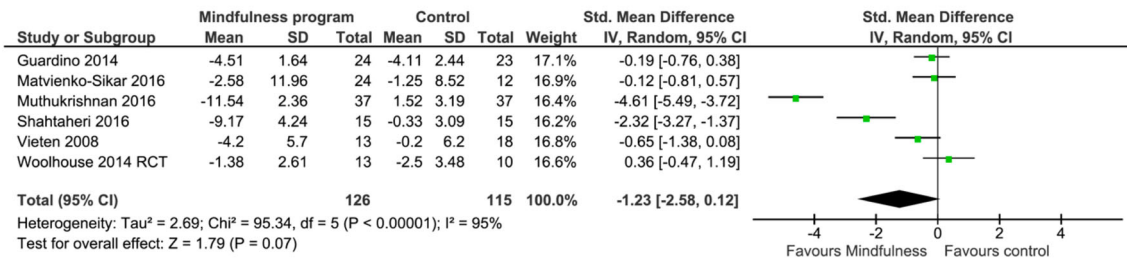 Mindfulness program Control Std. Mean Difference Std. Mean Difference
Study or Subgroup Mean SD Total Mean SD Total Weight IV, Random, 95% CI IV, Random, 95% CI
Guardino 2014 -4.51 1.64 24 -4.11 2.44 23 17.1% -0.19 [-0.76, 0.38]
Matvienko-Sikar 2016 -2.58 11.96 24 -1.25 8.52 12 16.9% -0.12 [-0.81, 0.57]
Muthukrishnan 2016 -11.54 2.36 37 1.52 3.19 37 16.4% -4.61 [-5.49, -3.72]
Shahtaheri 2016 -9.17 4.24 15 -0.33 3.09 15 16.2% -2.32 [-3.27, -1.37]
Vieten 2008 -4.2 5.7 13 -0.2 6.2 18 16.8% -0.65 [-1.38, 0.08]
Woolhouse 2014 RCT -1.38 2.61 13 -2.5 3.48 10 16.6% 0.36 [-0.47, 1.19]
Total (95% CI) 126 115 100.0% -1.23 [-2.58, 0.12]
Heterogeneity: Tau² = 2.69; Chi² = 95.34, df = 5 (P < 0.00001); I² = 95%
Test for overall effect: Z = 1.79 (P = 0.07)
-4 -2 0 2 4
Favours Mindfulness Favours control